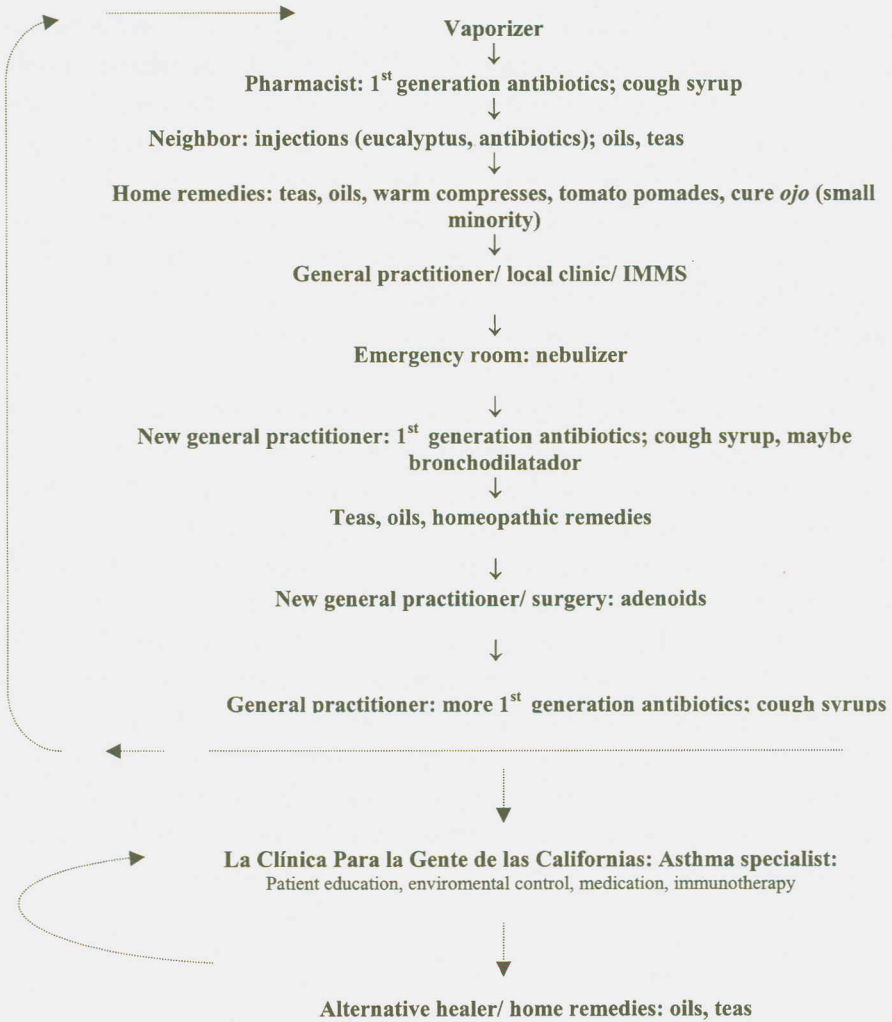 Vaporizer
↓
Pharmacist: 1st generation antibiotics; cough syrup
↓
Neighbor: injections (eucalyptus, antibiotics); oils, teas
↓
Home remedies: teas, oils, warm compresses, tomato pomades, cure ojo (small
minority)
↓
General practitioner/ local clinic/ IMMS
↓
Emergency room: nebulizer
↓
New general practitioner: 1st generation antibiotics; cough syrup, maybe
bronchodilatador
↓
Teas, oils, homeopathic remedies
↓
New general practitioner/ surgery: adenoids
↓
General practitioner: more 1st generation antibiotics; cough syrups
La Clínica Para la Gente de las Californias: Asthma specialist:
Patient education, enviromental control, medication, immunotherapy
Alternative healer/ home remedies: oils, teas